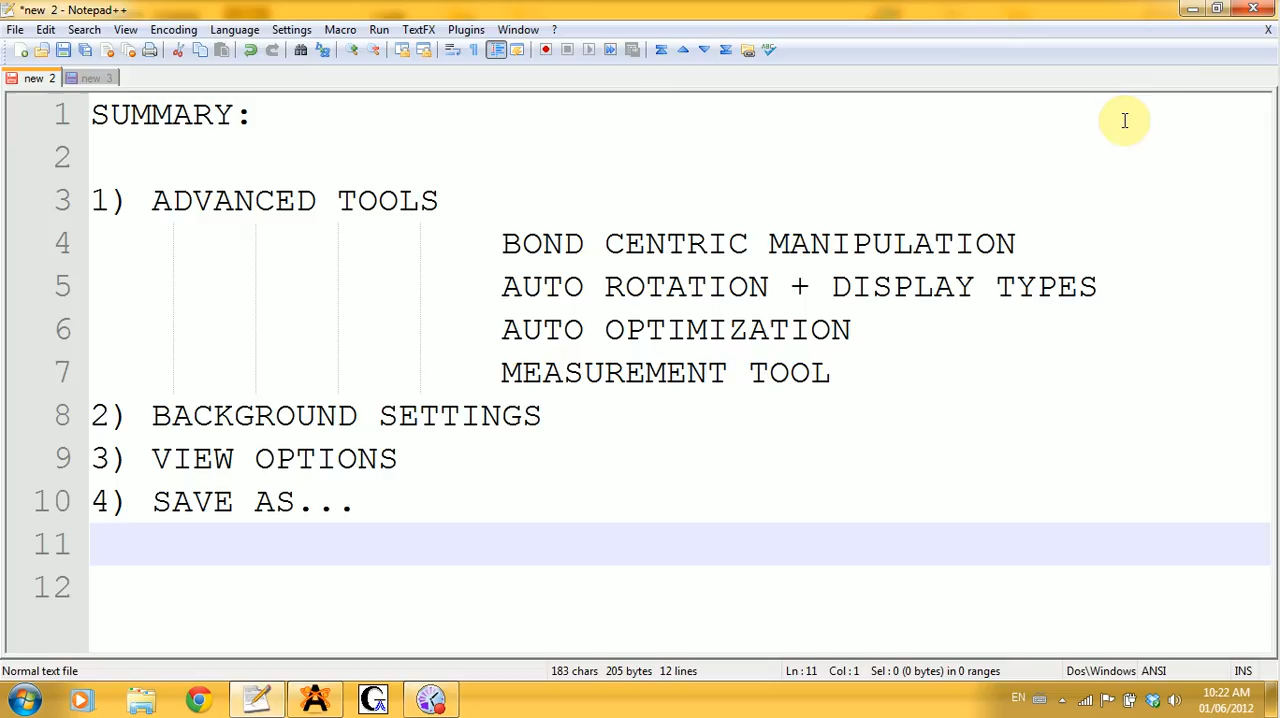 *new 2 - Notepad++
File Edit Search View Encoding Language Settings Macro Run TextFX Plugins Window ? X
new 2 new 3
1 SUMMARY:
2
3 1) ADVANCED TOOLS
4 BOND CENTRIC MANIPULATION
5 AUTO ROTATION + DISPLAY TYPES
6 AUTO OPTIMIZATION
7 MEASUREMENT TOOL
8 2) BACKGROUND SETTINGS
9 3) VIEW OPTIONS
10 4) SAVE AS...
11
12
Normal text file 183 chars 205 bytes 12 lines Ln : 11 Col : 1 Sel : 0 (0 bytes) in 0 ranges Dos\Windows ANSI INS
EN 10:22 AM
01/06/2012